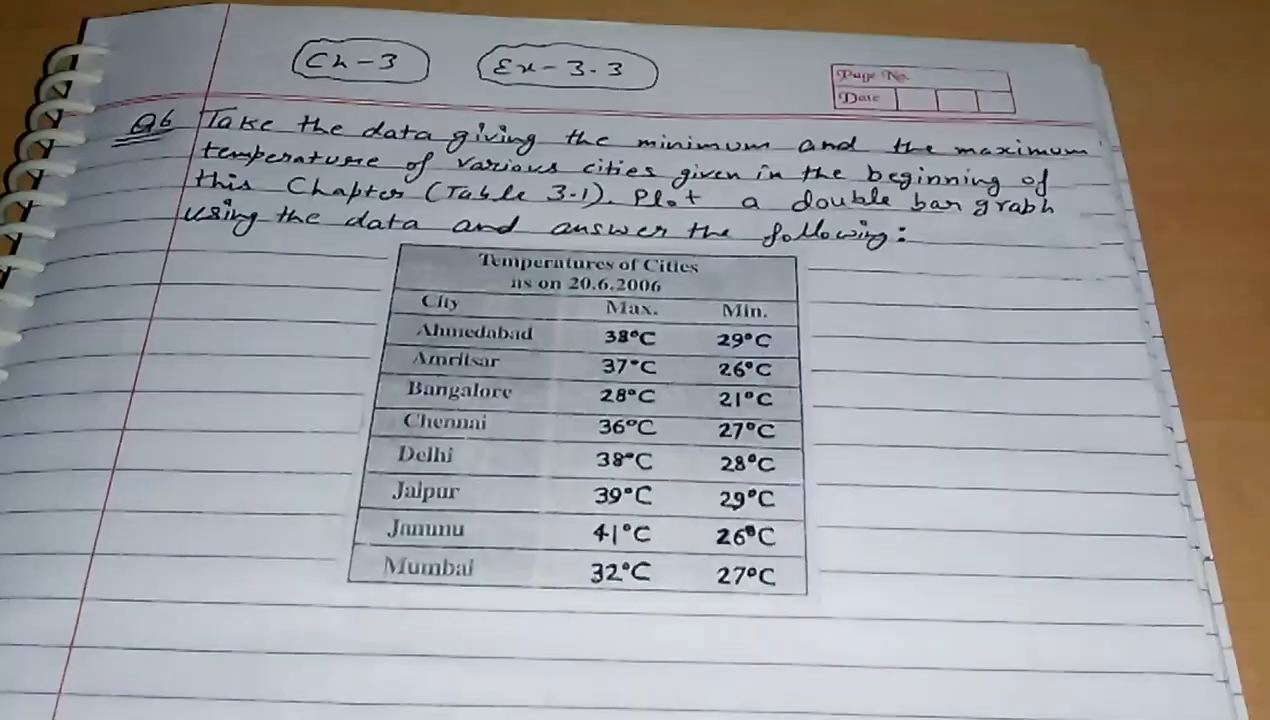 Ch-3 Ex-3.3
Page No.
Date
Q6 Take the data giving the minimum and the maximum
temperature of various cities given in the beginning of
this Chapter (Table 3.1). Plot a double bar graph
using the data and answer the following:
Temperatures of Cities
as on 20.6.2006
City Max. Min.
Ahmedabad 38°C 29°C
Amritsar 37°C 26°C
Bangalore 28°C 21°C
Chennai 36°C 27°C
Delhi 38°C 28°C
Jaipur 39°C 29°C
Jammu 41°C 26°C
Mumbai 32°C 27°C